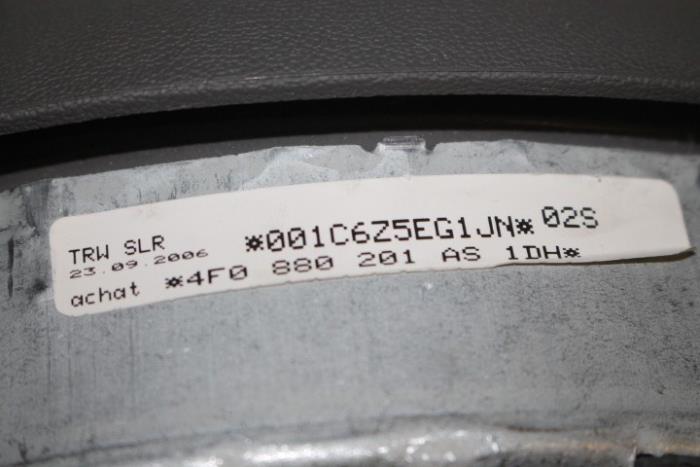 TRW SLR *001C6Z5EG1JN* 02S
23.09.2006
achat *4F0 880 201 AS 1DH*